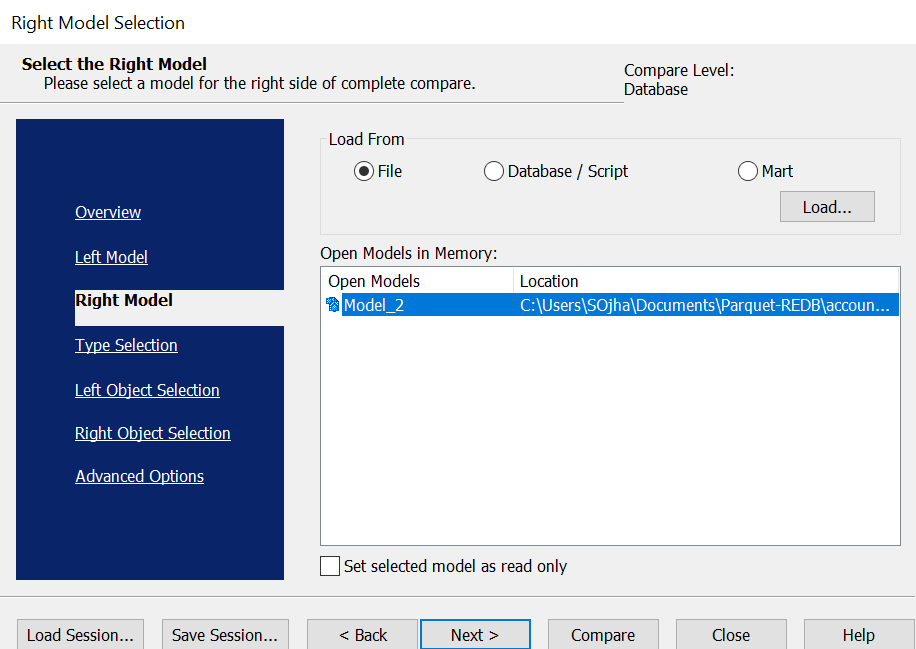 Right Model Selection
Select the Right Model
Please select a model for the right side of complete compare.
Compare Level:
Database
Overview
Left Model
Right Model
Type Selection
Left Object Selection
Right Object Selection
Advanced Options
Load From
File Database / Script Mart
Load...
Open Models in Memory:
Open Models Location
Model_2 C:\Users\SOjha\Documents\Parquet-REDB\accoun...
Set selected model as read only
Load Session... Save Session... < Back Next > Compare Close Help